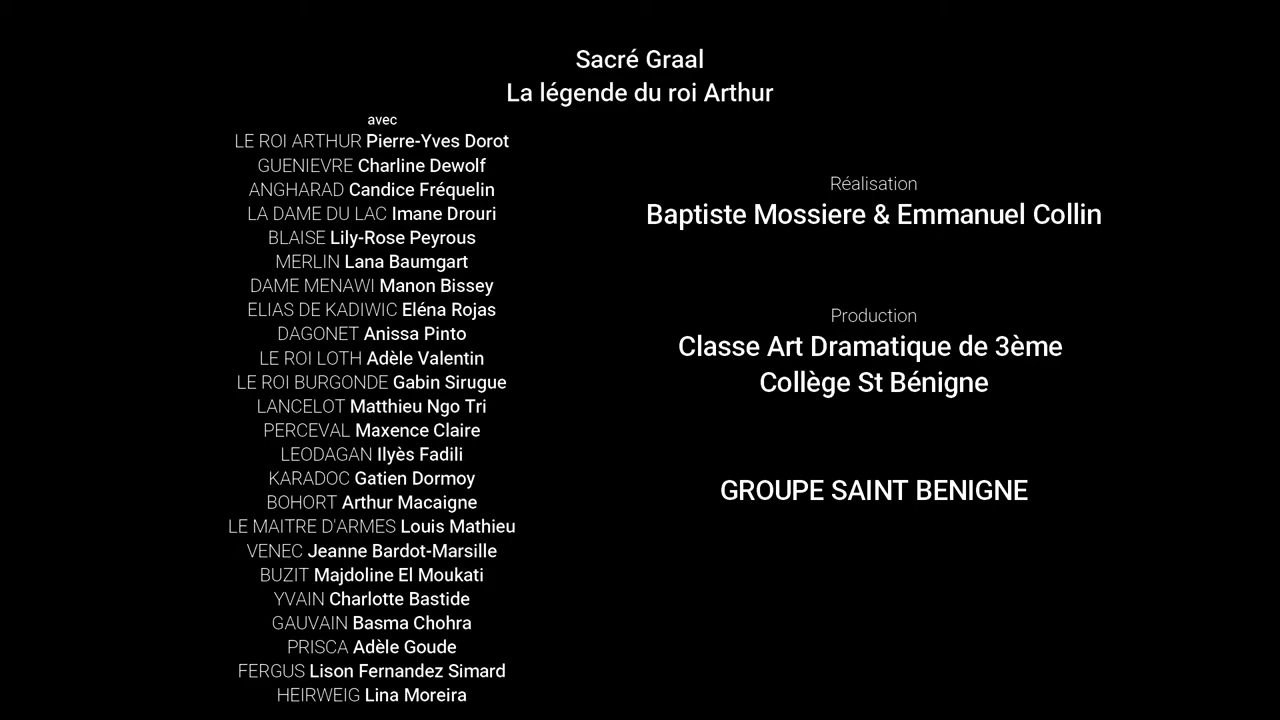 Sacré Graal
La légende du roi Arthur
avec
LE ROI ARTHUR Pierre-Yves Dorot
GUENIEVRE Charline Dewolf
ANGHARAD Candice Fréquelin
LA DAME DU LAC Imane Drouri
BLAISE Lily-Rose Peyrous
MERLIN Lana Baumgart
DAME MENAWI Manon Bissey
ELIAS DE KADIWIC Eléna Rojas
DAGONET Anissa Pinto
LE ROI LOTH Adèle Valentin
LE ROI BURGONDE Gabin Sirugue
LANCELOT Matthieu Ngo Tri
PERCEVAL Maxence Claire
LEODAGAN Ilyès Fadili
KARADOC Gatien Dormoy
BOHORT Arthur Macaigne
LE MAITRE D'ARMES Louis Mathieu
VENEC Jeanne Bardot-Marsille
BUZIT Majdoline El Moukati
YVAIN Charlotte Bastide
GAUVAIN Basma Chohra
PRISCA Adèle Goude
FERGUS Lison Fernandez Simard
HEIRWEIG Lina Moreira
Réalisation
Baptiste Mossiere & Emmanuel Collin
Production
Classe Art Dramatique de 3ème
Collège St Bénigne
GROUPE SAINT BENIGNE